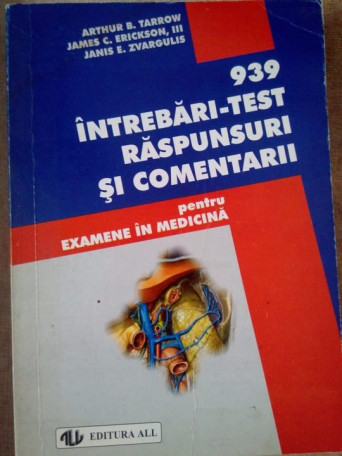 ARTHUR B. TARROW
JAMES C. ERICKSON, III
JANIS E. ZVARGULIS
939
ÎNTREBĂRI-TEST
RĂSPUNSURI
ŞI COMENTARII
pentru
EXAMENE ÎN MEDICINĂ
ALL EDITURA ALL